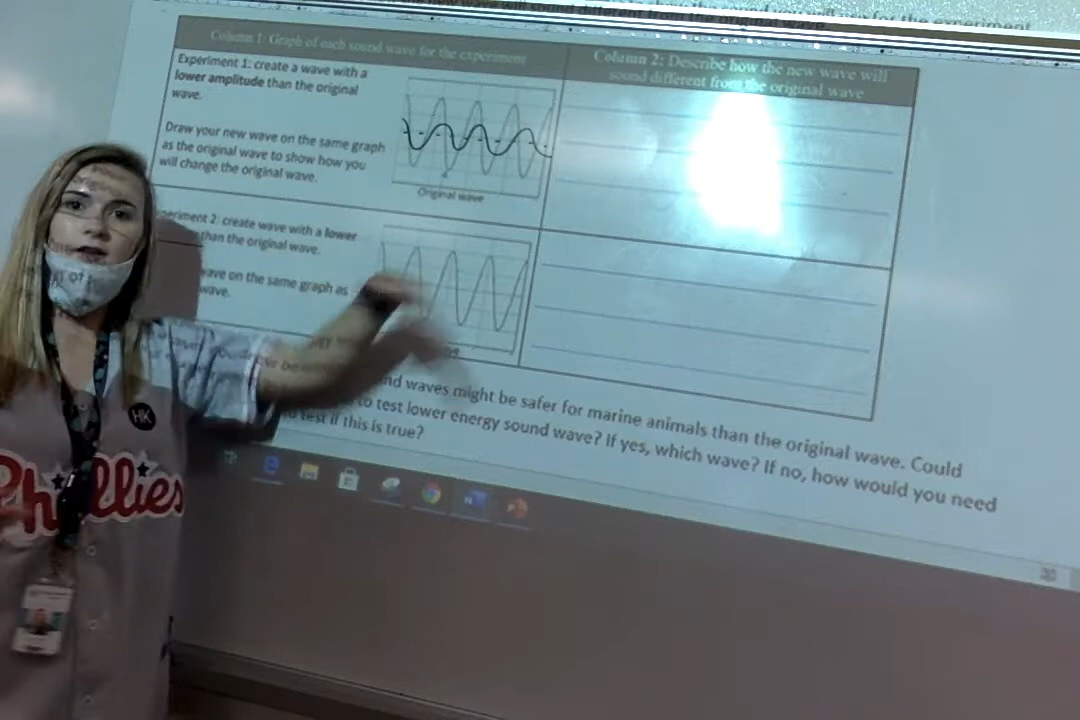 Column 1: Graph of each sound wave for the experiment
Column 2: Describe how the new wave will
sound different from the original wave
Experiment 1: create a wave with a
lower amplitude than the original
wave.
Draw your new wave on the same graph
as the original wave to show how you
will change the original wave.
Original wave
2: create wave with a lower
than the original wave.
on the same graph as
wave.
waves might be safer for marine animals than the original wave. Could
to test lower energy sound wave? If yes, which wave? If no, how would you need
test if this is true?
HK
Phillies